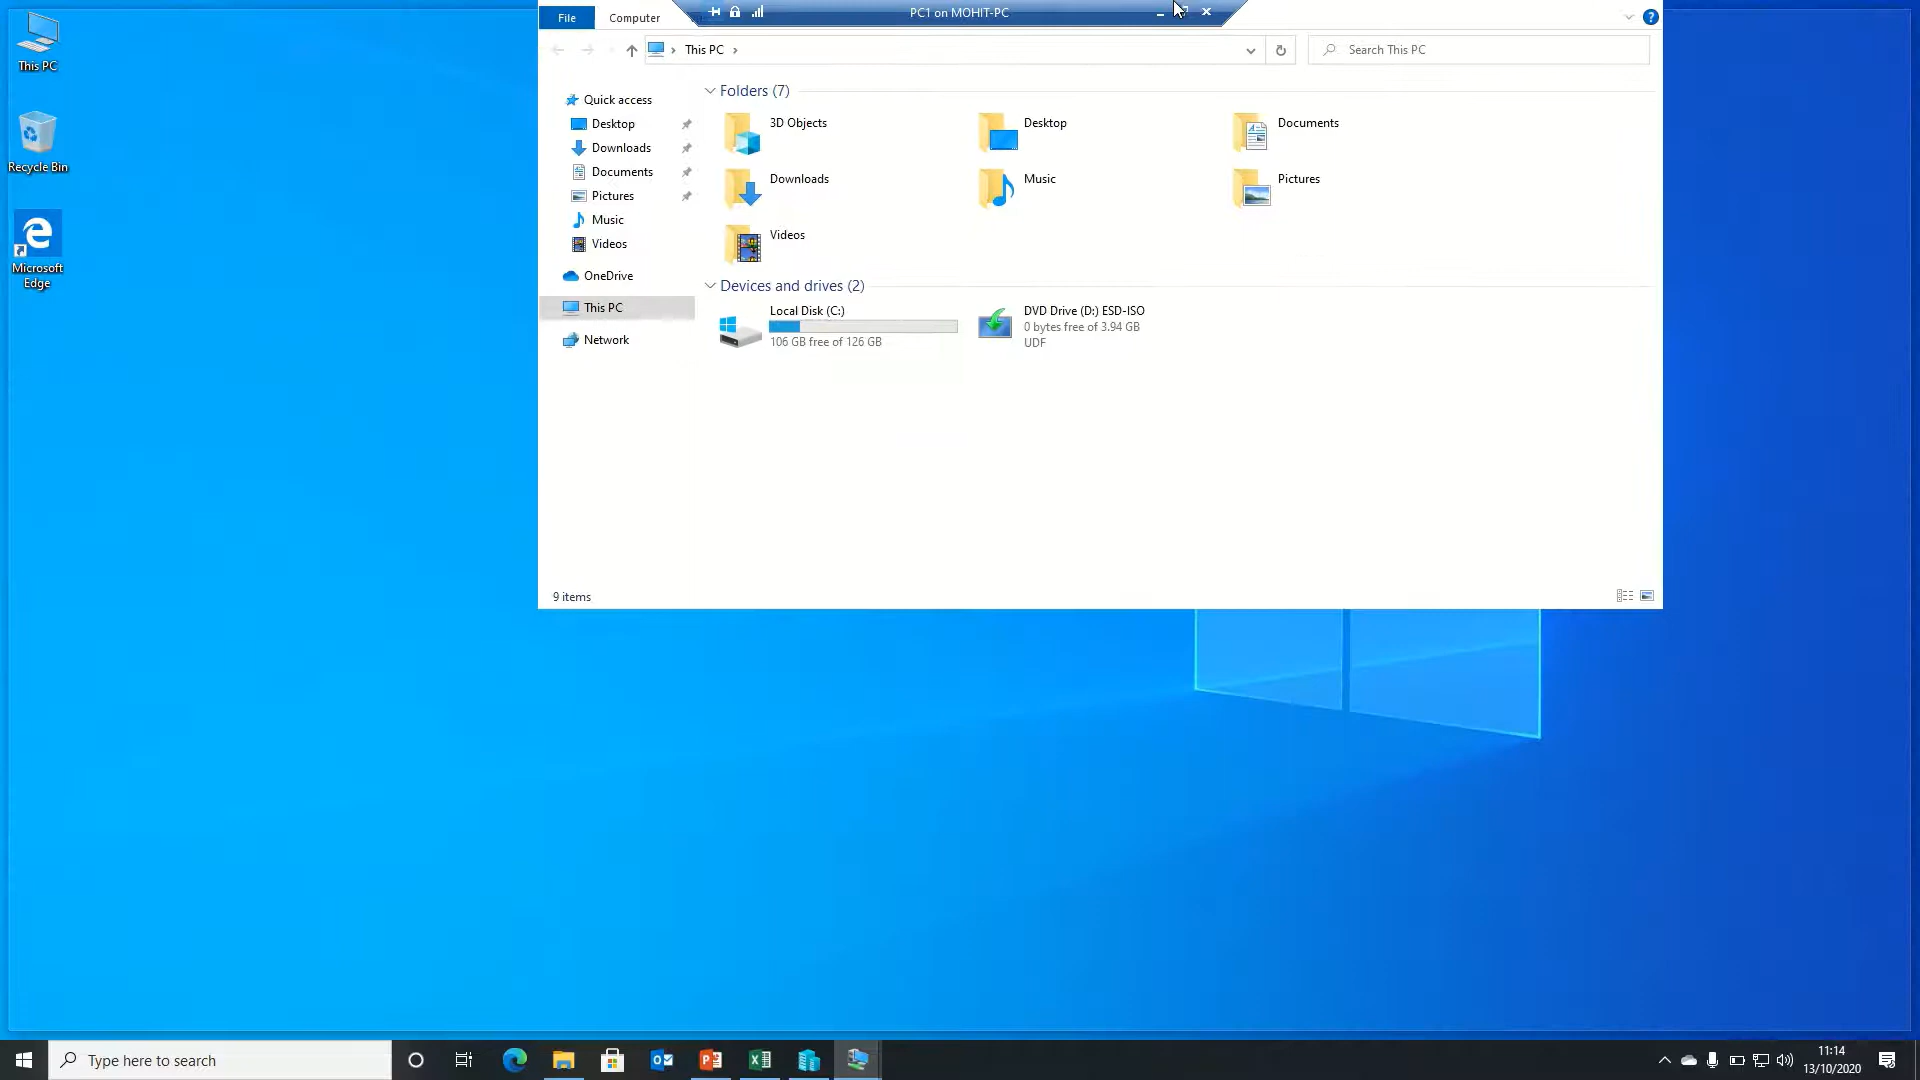 This PC
Recycle Bin
Microsoft
Edge
File
Computer
PC1 on MOHIT-PC
This PC
Search This PC
Quick access
Desktop
Downloads
Documents
Pictures
Music
Videos
OneDrive
This PC
Network
Folders (7)
3D Objects
Desktop
Documents
Downloads
Music
Pictures
Videos
Devices and drives (2)
Local Disk (C:)
106 GB free of 126 GB
DVD Drive (D:) ESD-ISO
0 bytes free of 3.94 GB
UDF
9 items
Type here to search
11:14
13/10/2020